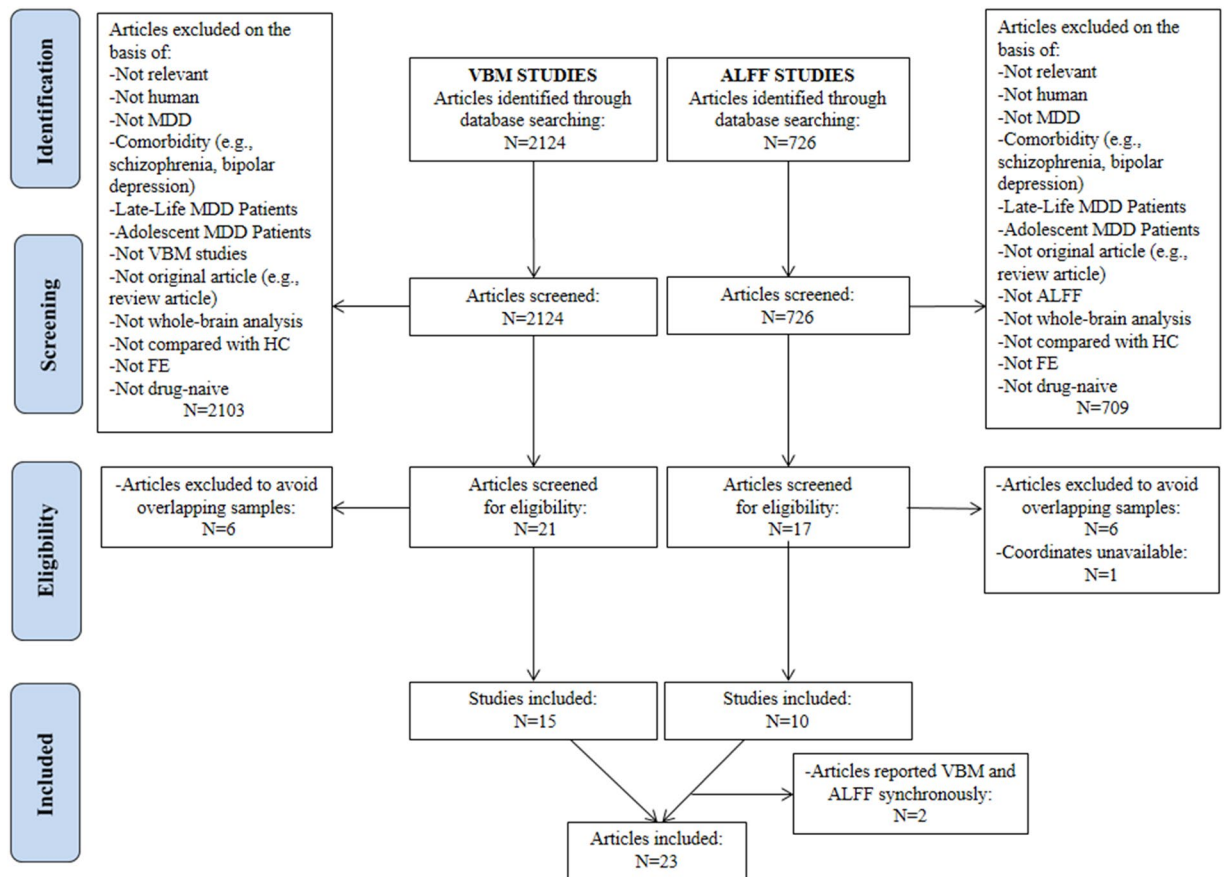 Identification
Articles excluded on the
basis of:
-Not relevant
-Not human
-Not MDD
-Comorbidity (e.g.,
schizophrenia, bipolar
depression)
-Late-Life MDD Patients
-Adolescent MDD Patients
-Not VBM studies
-Not original article (e.g.,
review article)
-Not whole-brain analysis
-Not compared with HC
-Not FE
-Not drug-naive
N=2103
VBM STUDIES
Articles identified through
database searching:
N=2124
ALFF STUDIES
Articles identified through
database searching:
N=726
Articles excluded on the
basis of:
-Not relevant
-Not human
-Not MDD
-Comorbidity (e.g.,
schizophrenia, bipolar
depression)
-Late-Life MDD Patients
-Adolescent MDD Patients
-Not original article (e.g.,
review article)
-Not ALFF
-Not whole-brain analysis
-Not compared with HC
-Not FE
-Not drug-naive
N=709
Screening
Articles screened:
N=2124
Articles screened:
N=726
Eligibility
-Articles excluded to avoid
overlapping samples:
N=6
Articles screened
for eligibility:
N=21
Articles screened
for eligibility:
N=17
-Articles excluded to avoid
overlapping samples:
N=6
-Coordinates unavailable:
N=1
Included
Studies included:
N=15
Studies included:
N=10
-Articles reported VBM and
ALFF synchronously:
N=2
Articles included:
N=23